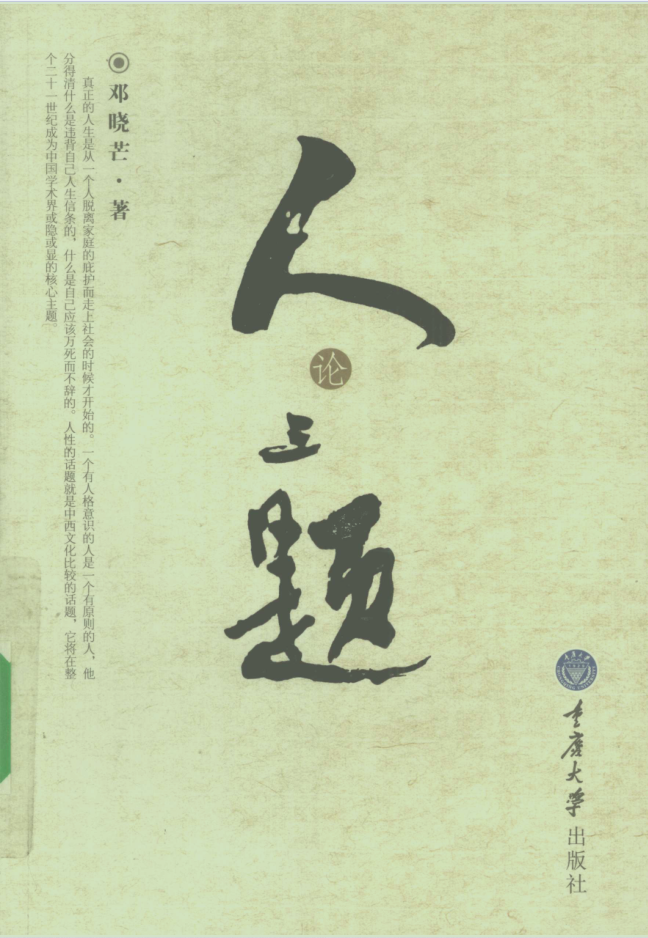 人
论
三
题
邓晓芒·著
真正的人生是从一个人脱离家庭的庇护而走上社会的时候才开始的。一个有人格意识的人是一个有原则的人，他
分得清什么是违背自己人生信条的，什么是自己应该万死而不辞的。人性的话题就是中西文化比较的话题，它将在整
个二十一世纪成为中国学术界或隐或显的核心主题。
重庆大学
出版社